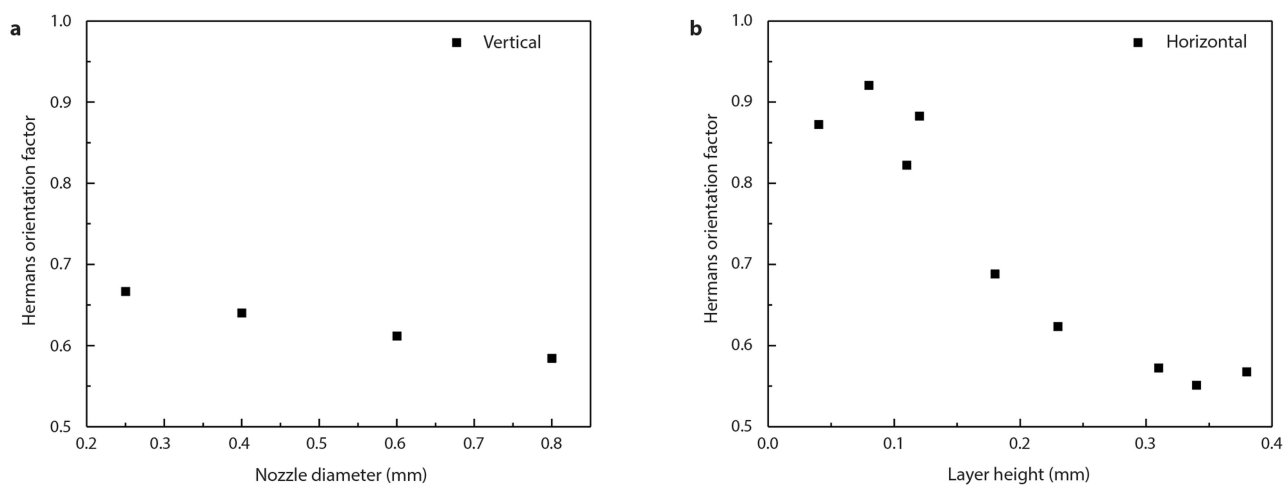 a
Vertical
Hermans orientation factor
1.0
0.9
0.8
0.7
0.6
0.5
0.2 0.3 0.4 0.5 0.6 0.7 0.8
Nozzle diameter (mm)
b
Horizontal
Hermans orientation factor
1.0
0.9
0.8
0.7
0.6
0.5
0.0 0.1 0.2 0.3 0.4
Layer height (mm)